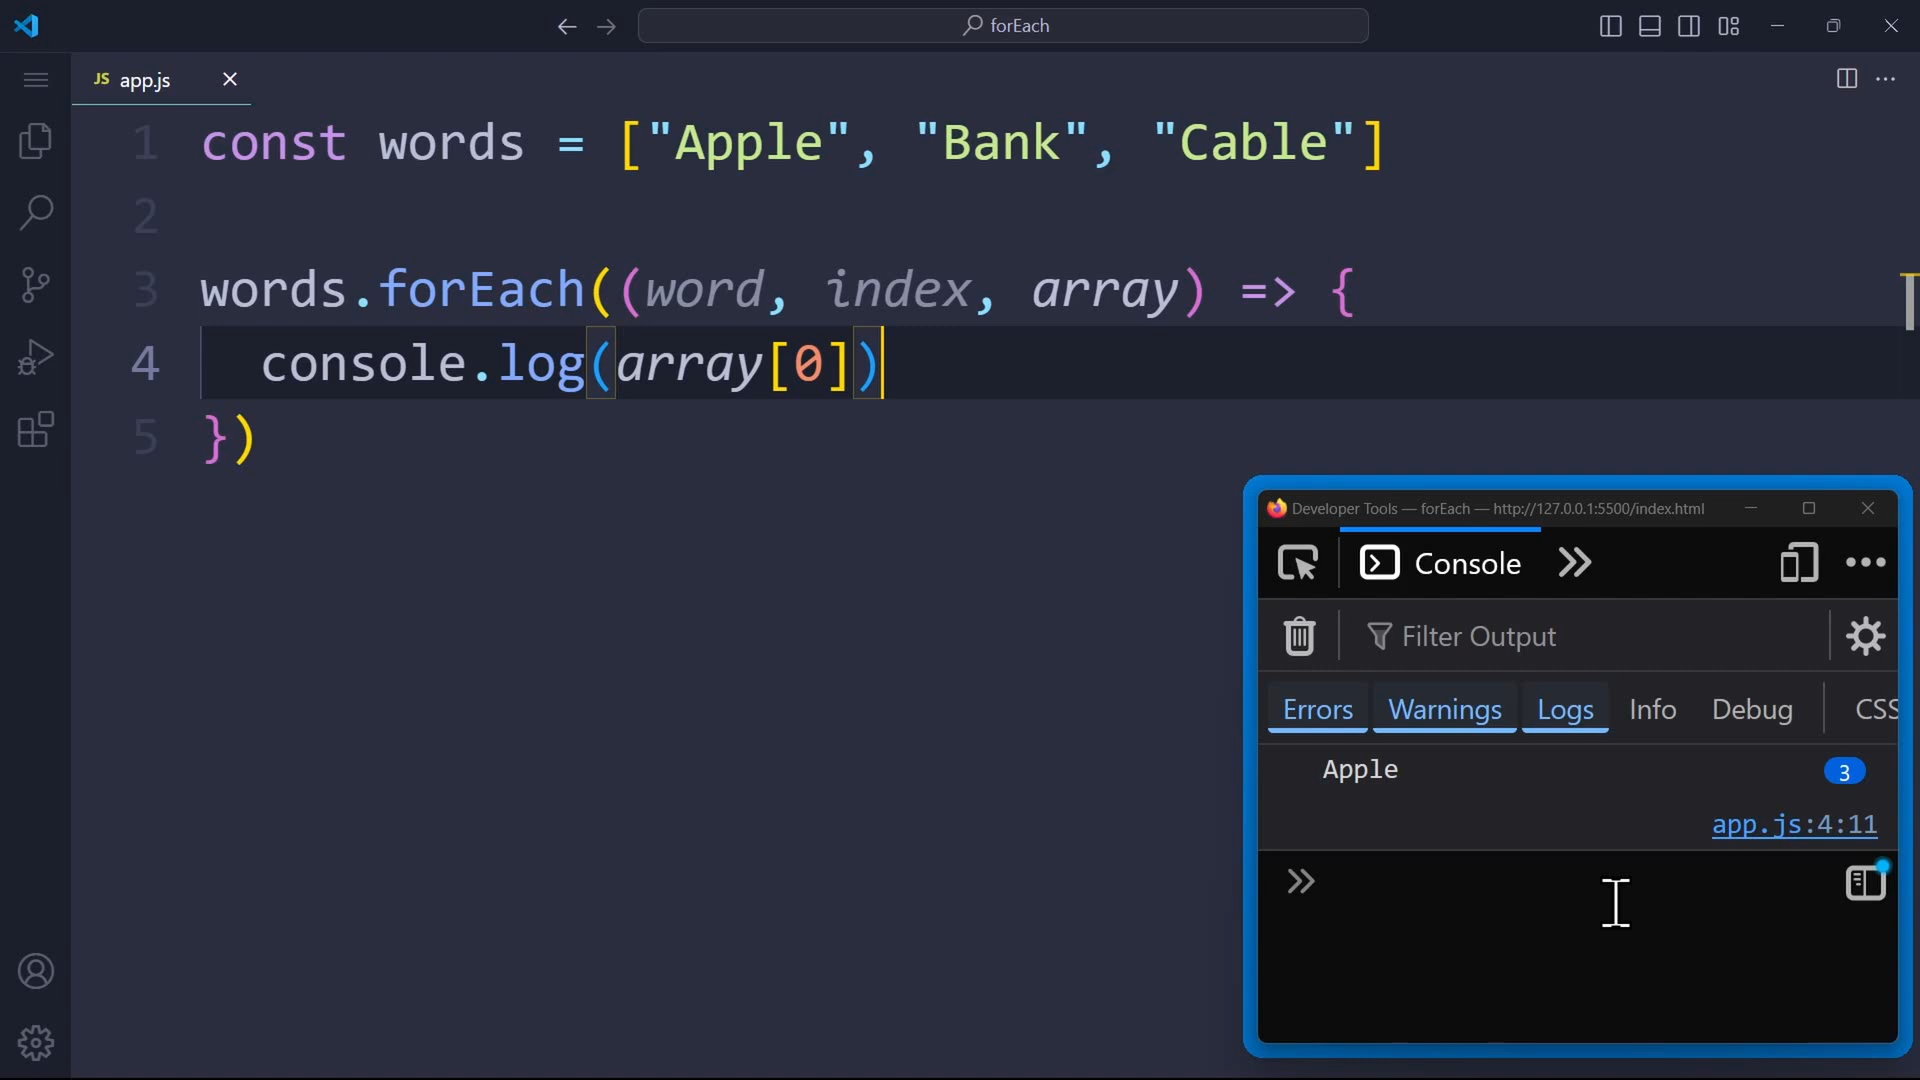 forEach
JS app.js
1 const words = ["Apple", "Bank", "Cable"]
2
3 words.forEach((word, index, array) => {
4 console.log(array[0])
5 })
Developer Tools — forEach — http://127.0.0.1:5500/index.html
Console
Filter Output
Errors Warnings Logs Info Debug CSS
Apple 3
app.js:4:11